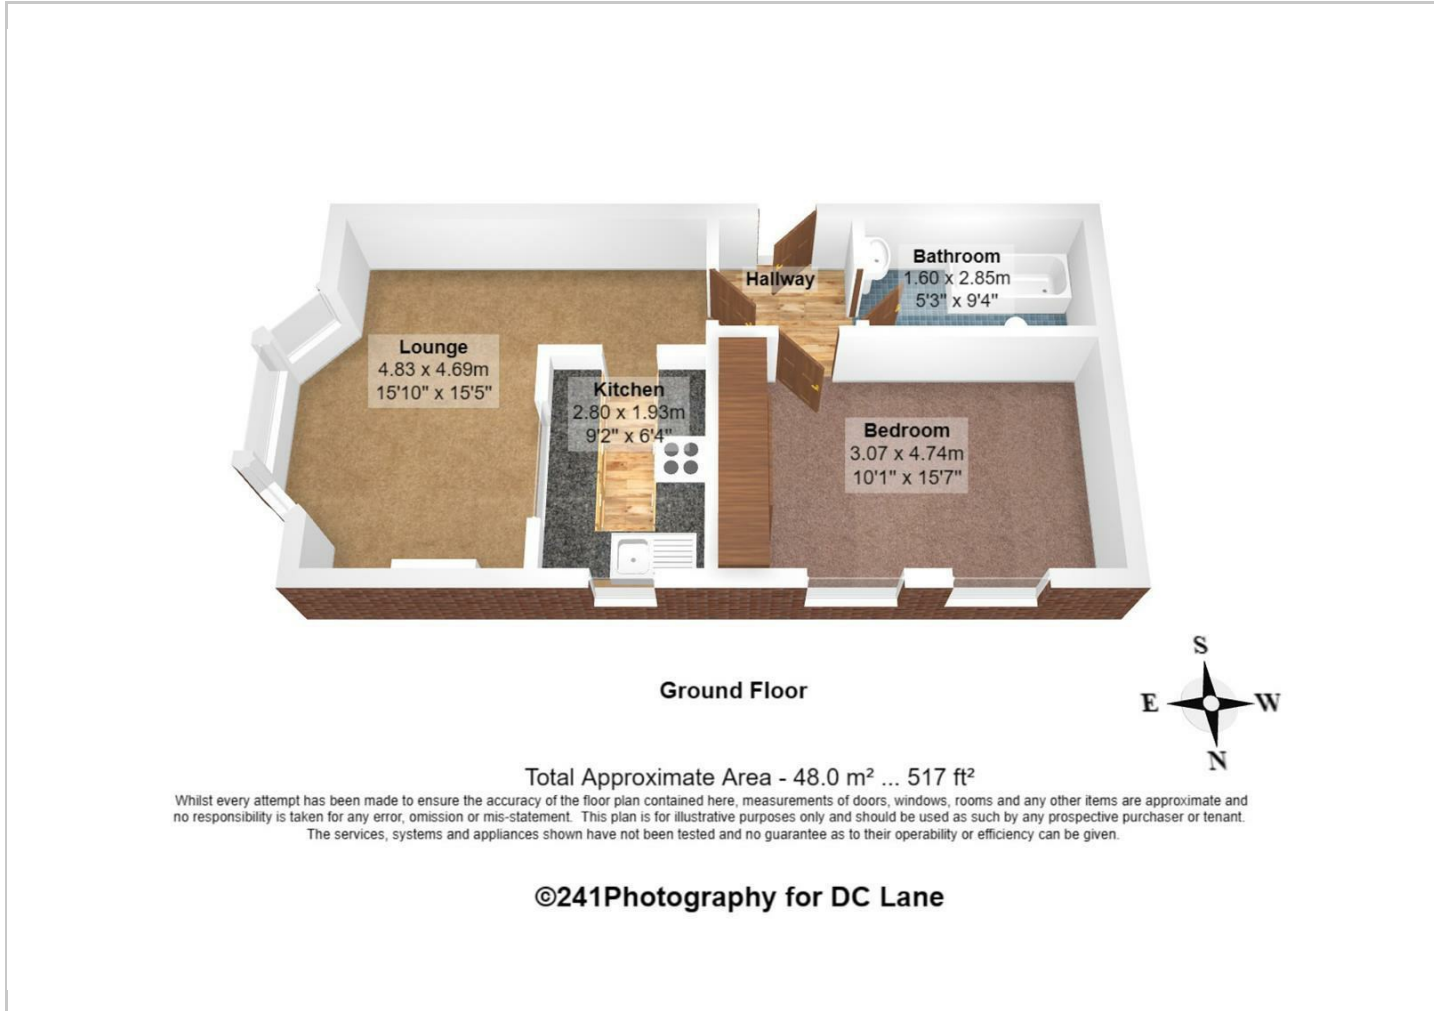 Bathroom
1.60 x 2.85m
5'3" x 9'4"
Hallway
Lounge
4.83 x 4.69m
15'10" x 15'5"
Kitchen
2.80 x 1.93m
9'2" x 6'4"
Bedroom
3.07 x 4.74m
10'1" x 15'7"
S
E W
N
Ground Floor
Total Approximate Area - 48.0 m² ... 517 ft²
Whilst every attempt has been made to ensure the accuracy of the floor plan contained here, measurements of doors, windows, rooms and any other items are approximate and
no responsibility is taken for any error, omission or mis-statement. This plan is for illustrative purposes only and should be used as such by any prospective purchaser or tenant.
The services, systems and appliances shown have not been tested and no guarantee as to their operability or efficiency can be given.
©241Photography for DC Lane